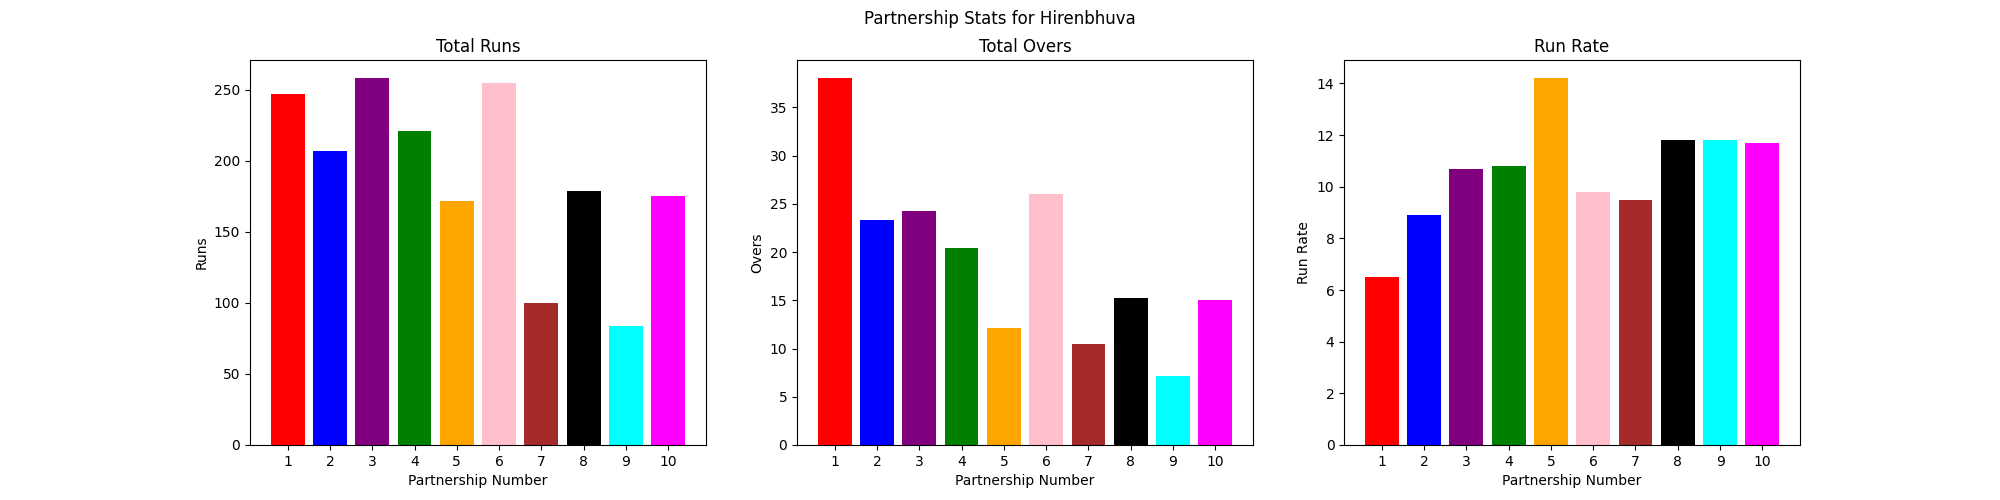 Partnership Stats for Hirenbhuva
Total Runs
250
200
150
100
50
0
Runs
1 2 3 4 5 6 7 8 9 10
Partnership Number
Total Overs
35
30
25
20
15
10
5
0
Overs
1 2 3 4 5 6 7 8 9 10
Partnership Number
Run Rate
14
12
10
8
6
4
2
0
Run Rate
1 2 3 4 5 6 7 8 9 10
Partnership Number